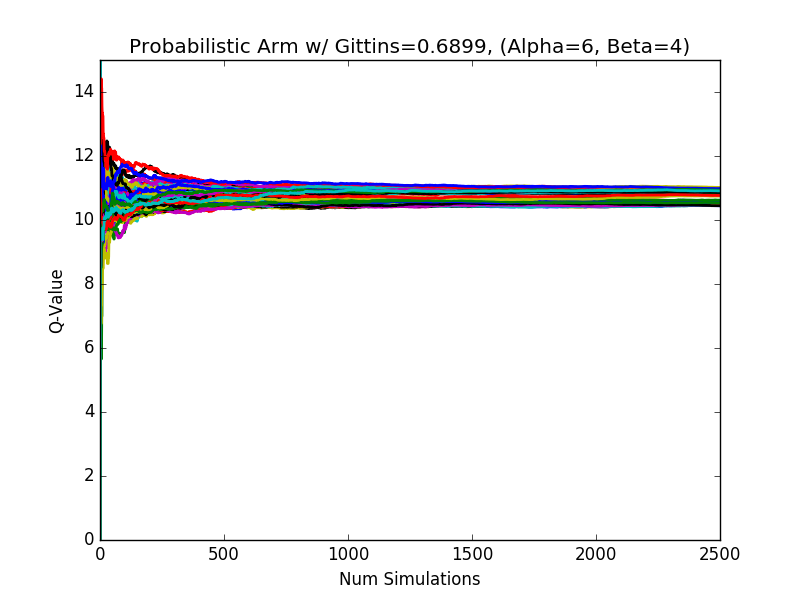 Probabilistic Arm w/ Gittins=0.6899, (Alpha=6, Beta=4)
14
12
10
8
6
4
2
0
Q-Value
0 500 1000 1500 2000 2500
Num Simulations